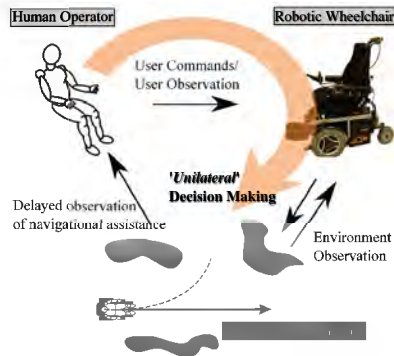 Human Operator
Robotic Wheelchair
User Commands/
User Observation
'Unilateral'
Decision Making
Delayed observation
of navigational assistance
Environment
Observation